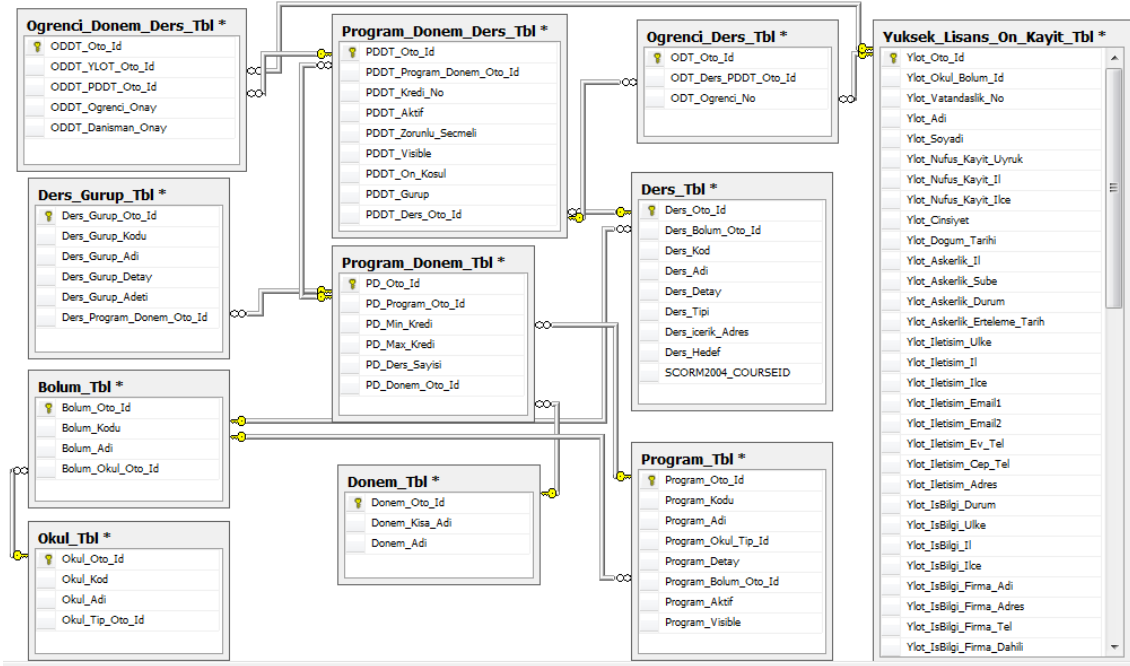 Ogrenci_Donem_Ders_Tbl *
ODDT_Oto_Id
ODDT_YLOT_Oto_Id
ODDT_PDDT_Oto_Id
ODDT_Ogrenci_Onay
ODDT_Danisman_Onay
Program_Donem_Ders_Tbl *
PDDT_Oto_Id
PDDT_Program_Donem_Oto_Id
PDDT_Kredi_No
PDDT_Aktif
PDDT_Zorunlu_Secmeli
PDDT_Visible
PDDT_On_Kosul
PDDT_Gurup
PDDT_Ders_Oto_Id
Ogrenci_Ders_Tbl *
ODT_Oto_Id
ODT_Ders_PDDT_Oto_Id
ODT_Ogrenci_No
Yuksek_Lisans_On_Kayit_Tbl *
Ylot_Oto_Id
Ylot_Okul_Bolum_Id
Ylot_Vatandaslik_No
Ylot_Adi
Ylot_Soyadi
Ylot_Nufus_Kayit_Uyruk
Ylot_Nufus_Kayit_Il
Ylot_Nufus_Kayit_Ilce
Ylot_Cinsiyet
Ylot_Dogum_Tarihi
Ylot_Askerlik_Il
Ylot_Askerlik_Sube
Ylot_Askerlik_Durum
Ylot_Askerlik_Erteleme_Tarih
Ylot_Iletisim_Ulke
Ylot_Iletisim_Il
Ylot_Iletisim_Ilce
Ylot_Iletisim_Email1
Ylot_Iletisim_Email2
Ylot_Iletisim_Ev_Tel
Ylot_Iletisim_Cep_Tel
Ylot_Iletisim_Adres
Ylot_IsBilgi_Durum
Ylot_IsBilgi_Ulke
Ylot_IsBilgi_Il
Ylot_IsBilgi_Ilce
Ylot_IsBilgi_Firma_Adi
Ylot_IsBilgi_Firma_Adres
Ylot_IsBilgi_Firma_Tel
Ylot_IsBilgi_Firma_Dahili
Ders_Gurup_Tbl *
Ders_Gurup_Oto_Id
Ders_Gurup_Kodu
Ders_Gurup_Adi
Ders_Gurup_Detay
Ders_Gurup_Adeti
Ders_Program_Donem_Oto_Id
Program_Donem_Tbl *
PD_Oto_Id
PD_Program_Oto_Id
PD_Min_Kredi
PD_Max_Kredi
PD_Ders_Sayisi
PD_Donem_Oto_Id
Ders_Tbl *
Ders_Oto_Id
Ders_Bolum_Oto_Id
Ders_Kod
Ders_Adi
Ders_Detay
Ders_Tipi
Ders_icerik_Adres
Ders_Hedef
SCORM2004_COURSEID
Bolum_Tbl *
Bolum_Oto_Id
Bolum_Kodu
Bolum_Adi
Bolum_Okul_Oto_Id
Donem_Tbl *
Donem_Oto_Id
Donem_Kisa_Adi
Donem_Adi
Program_Tbl *
Program_Oto_Id
Program_Kodu
Program_Adi
Program_Okul_Tip_Id
Program_Detay
Program_Bolum_Oto_Id
Program_Aktif
Program_Visible
Okul_Tbl *
Okul_Oto_Id
Okul_Kod
Okul_Adi
Okul_Tip_Oto_Id